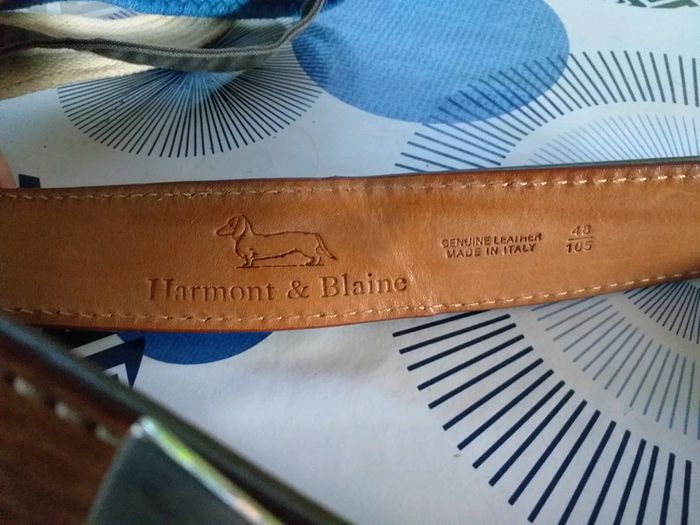 Harmont & Blaine
GENUINE LEATHER
MADE IN ITALY
48
105